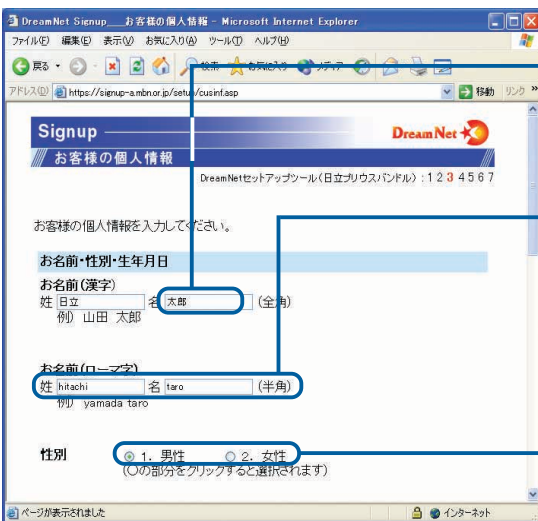 DreamNet Signup___お客様の個人情報 - Microsoft Internet Explorer
ファイル(F) 編集(E) 表示(V) お気に入り(A) ツール(T) ヘルプ(H)
戻る 検索 お気に入り メディア
アドレス(D) https://signup-a.mbn.or.jp/setup/cusinf.asp 移動 リンク »
Signup Dream Net
お客様の個人情報
DreamNetセットアップツール(日立プリウスバンドル):1 2 3 4 5 6 7
お客様の個人情報を入力してください。
お名前・性別・生年月日
お名前(漢字)
姓 日立 名 太郎 (全角)
例) 山田 太郎
お名前(ローマ字)
姓 hitachi 名 taro (半角)
例) yamada taro
性別 1. 男性 2. 女性
(○の部分をクリックすると選択されます)
ページが表示されました インターネット